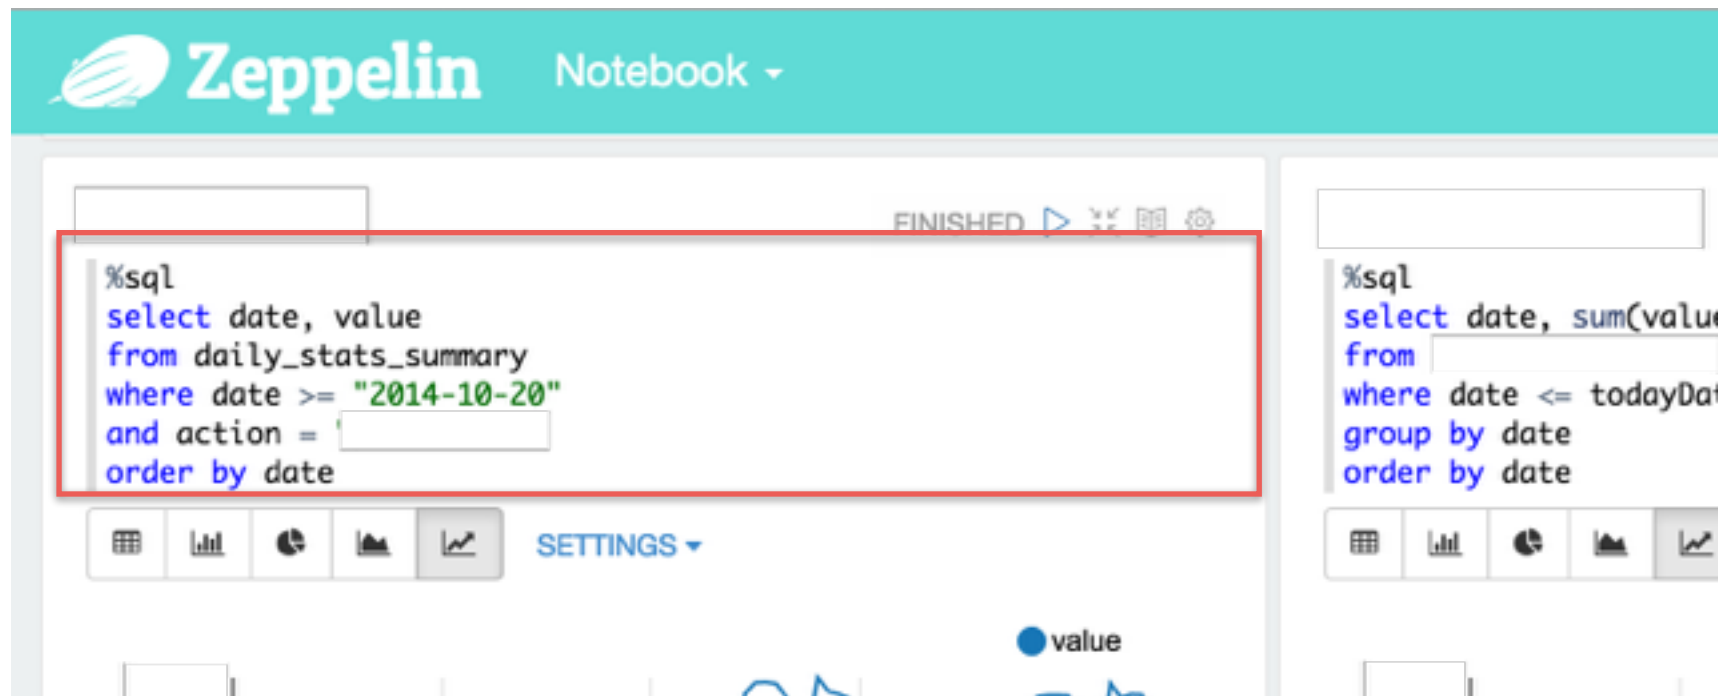 Zeppelin Notebook
FINISHED
%sql
select date, value
from daily_stats_summary
where date >= "2014-10-20"
and action = '
order by date
SETTINGS
value
%sql
select date, sum(value
from
where date <= todayDat
group by date
order by date